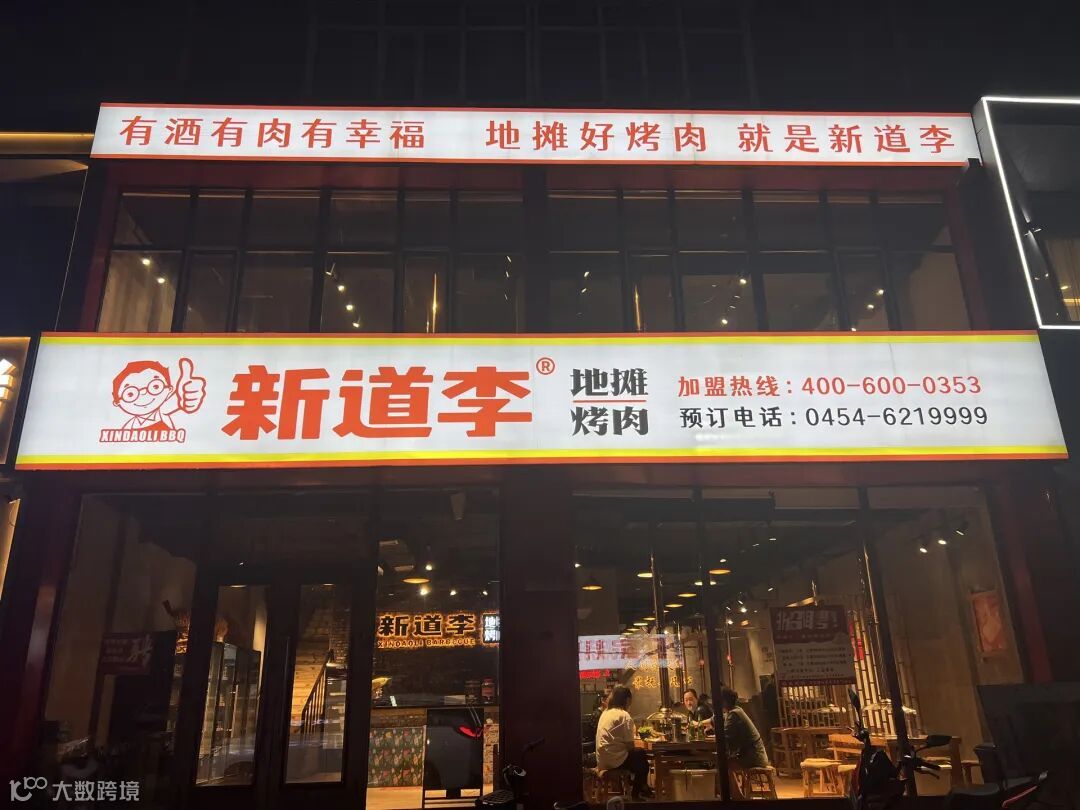 有酒有肉有幸福 地摊好烤肉 就是新道李
XINDAOLI BBQ
新道李®
地摊
烤肉
加盟热线：400-600-0353
预订电话：0454-6219999
新道李
XINDAOLI BARBECUE
大数跨境